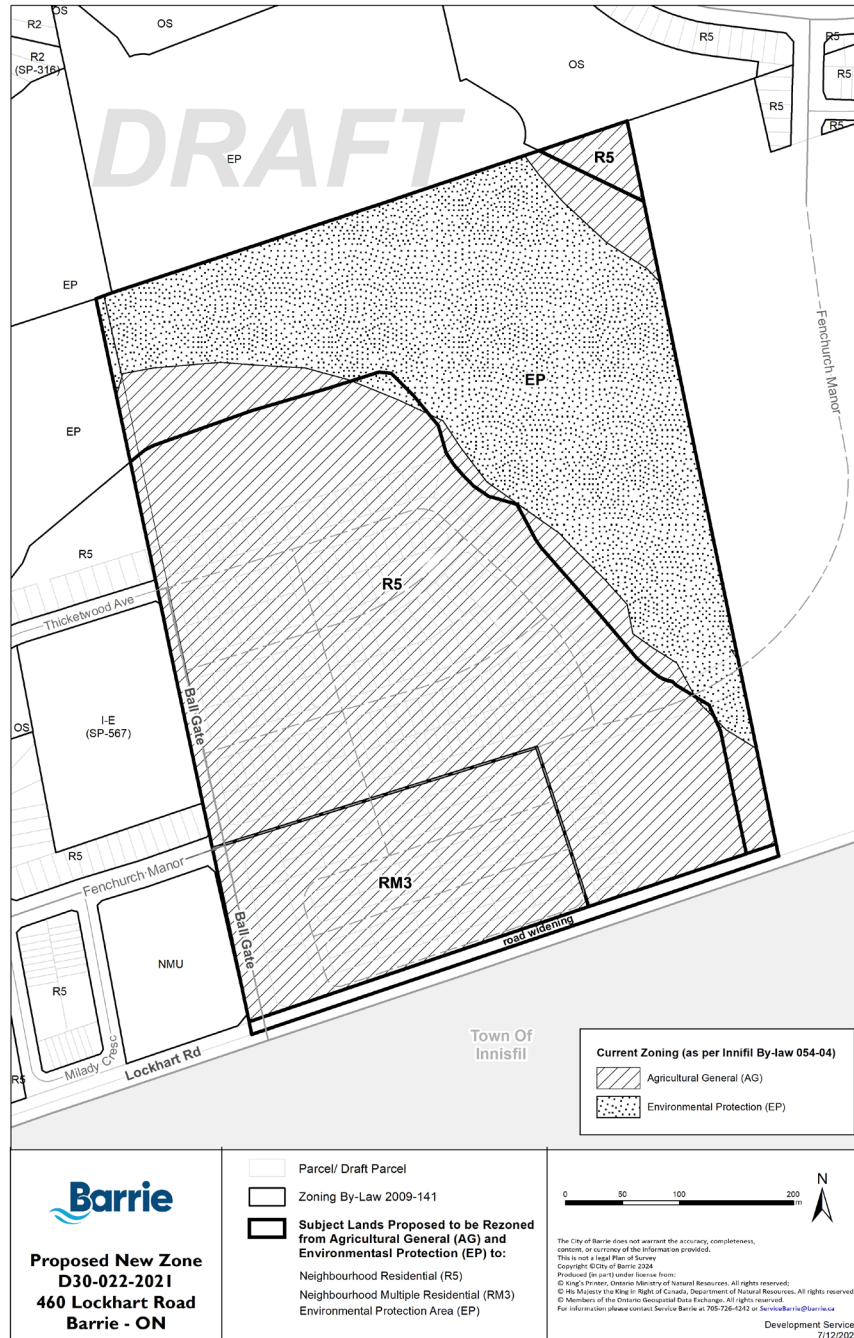 OS
R2
OS
R2
(SP-316)
OS
R5
R5
R5
R5
R5
DRAFT
EP
R5
EP
EP
EP
Fenchurch Manor
R5
R5
Thicketwood Ave
Ball Gate
OS
I-E
(SP-567)
R5
Fenchurch Manor
RM3
Ball Gate
road widening
NMU
R5
Milady Cresc
R5
Lockhart Rd
Town Of
Innisfil
Current Zoning (as per Innifil By-law 054-04)
Agricultural General (AG)
Environmental Protection (EP)
Barrie
Proposed New Zone
D30-022-2021
460 Lockhart Road
Barrie - ON
Parcel/ Draft Parcel
Zoning By-Law 2009-141
Subject Lands Proposed to be Rezoned
from Agricultural General (AG) and
Environmentasl Protection (EP) to:
Neighbourhood Residential (R5)
Neighbourhood Multiple Residential (RM3)
Environmental Protection Area (EP)
N
0 50 100 200
m
The City of Barrie does not warrant the accuracy, completeness,
content, or currency of the information provided.
This is not a legal Plan of Survey
Copyright ©City of Barrie 2024
Produced (in part) under license from:
© King's Printer, Ontario Ministry of Natural Resources. All rights reserved;
© His Majesty the King in Right of Canada, Department of Natural Resources. All rights reserved
© Members of the Ontario Geospatial Data Exchange. All rights reserved.
For information please contact Service Barrie at 705-726-4242 or ServiceBarrie@barrie.ca
Development Service
7/12/202